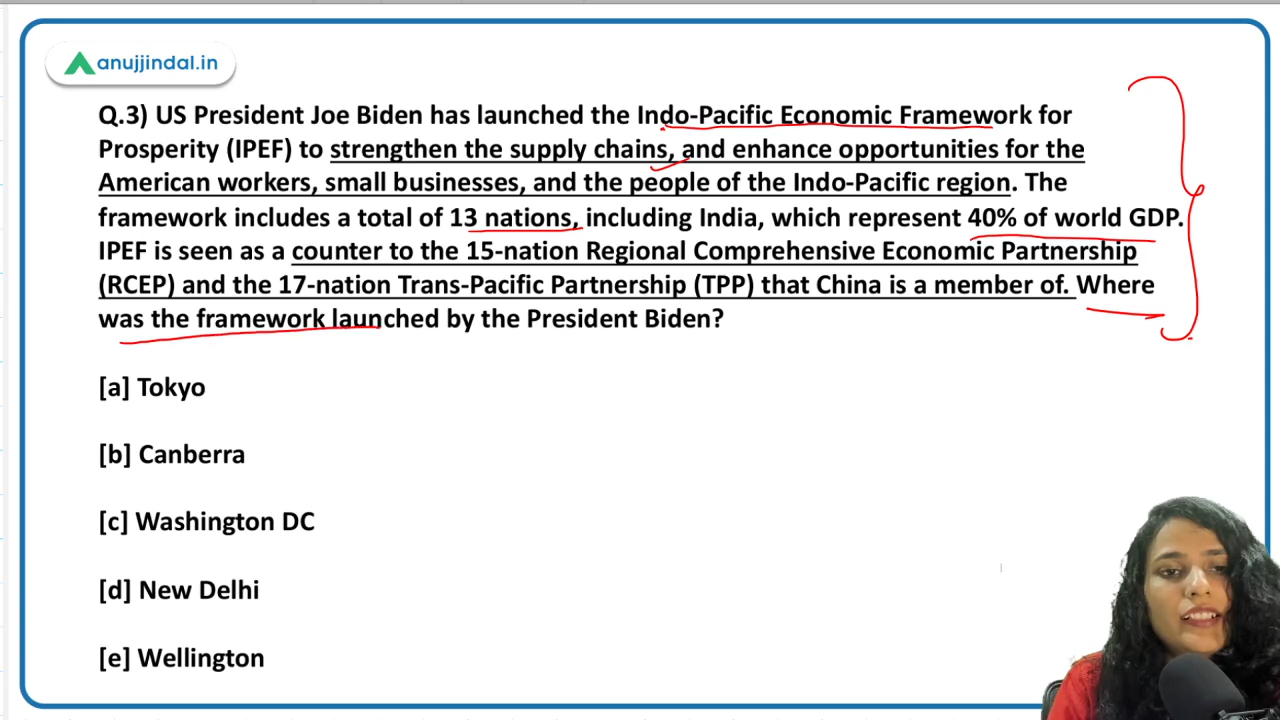 anujjindal.in
Q.3) US President Joe Biden has launched the Indo-Pacific Economic Framework for
Prosperity (IPEF) to strengthen the supply chains, and enhance opportunities for the
American workers, small businesses, and the people of the Indo-Pacific region. The
framework includes a total of 13 nations, including India, which represent 40% of world GDP.
IPEF is seen as a counter to the 15-nation Regional Comprehensive Economic Partnership
(RCEP) and the 17-nation Trans-Pacific Partnership (TPP) that China is a member of. Where
was the framework launched by the President Biden?
[a] Tokyo
[b] Canberra
[c] Washington DC
[d] New Delhi
[e] Wellington